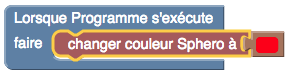 Lorsque Programme s'exécute
faire changer couleur Sphero à